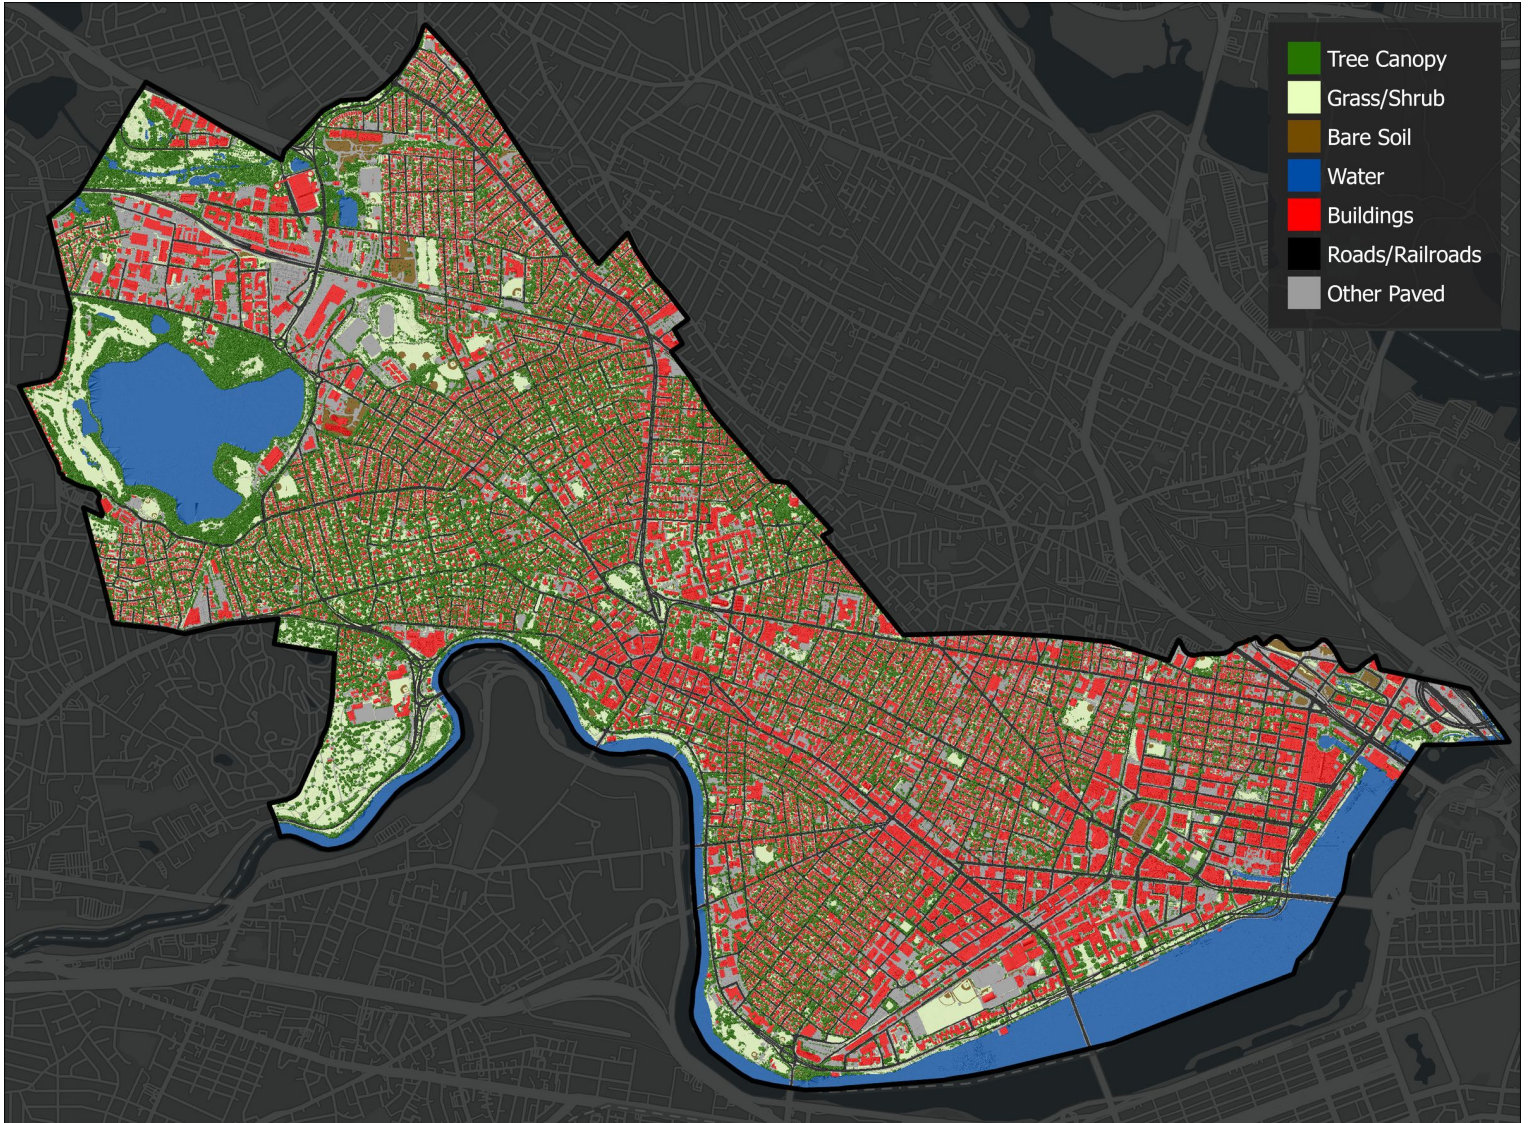 Tree Canopy
Grass/Shrub
Bare Soil
Water
Buildings
Roads/Railroads
Other Paved